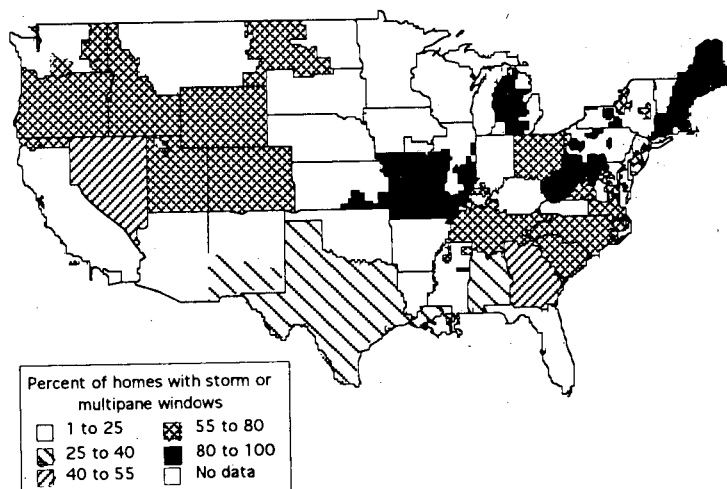 Percent of homes with storm or
multipane windows
1 to 25
55 to 80
25 to 40
80 to 100
40 to 55
No data